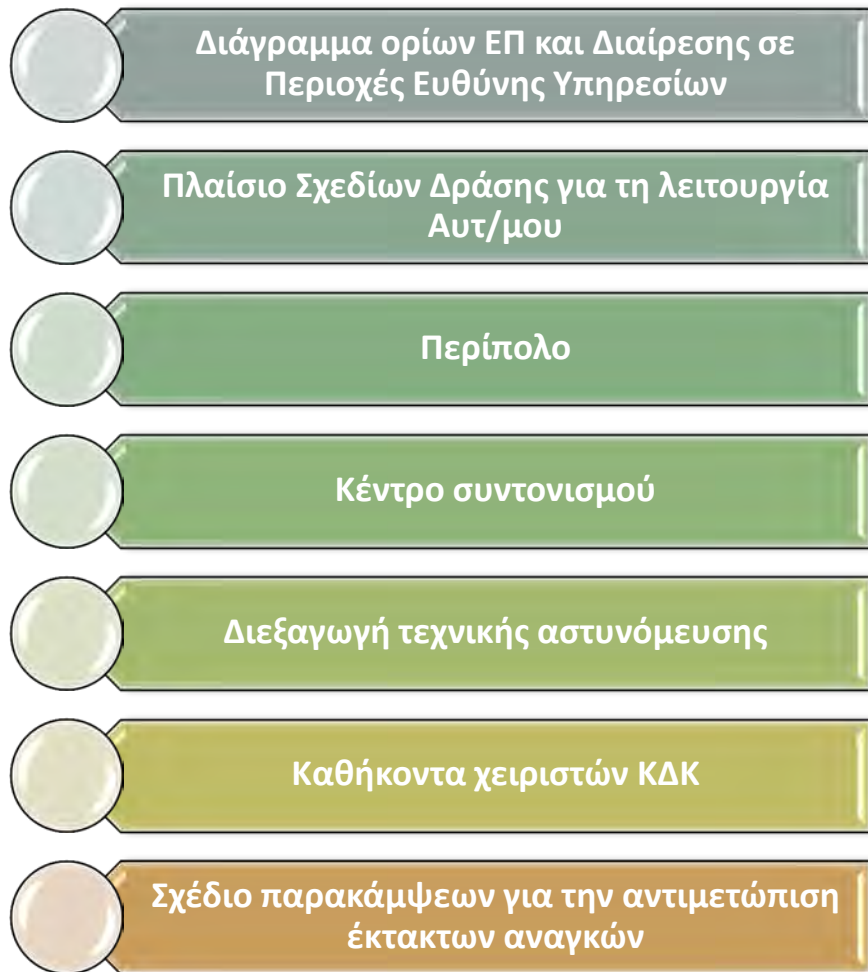 Διάγραμμα ορίων ΕΠ και Διαίρεσης σε
Περιοχές Ευθύνης Υπηρεσίων
Πλαίσιο Σχεδίων Δράσης για τη λειτουργία
Αυτ/μου
Περίπολο
Κέντρο συντονισμού
Διεξαγωγή τεχνικής αστυνόμευσης
Καθήκοντα χειριστών ΚΔΚ
Σχέδιο παρακάμψεων για την αντιμετώπιση
έκτακτων αναγκών